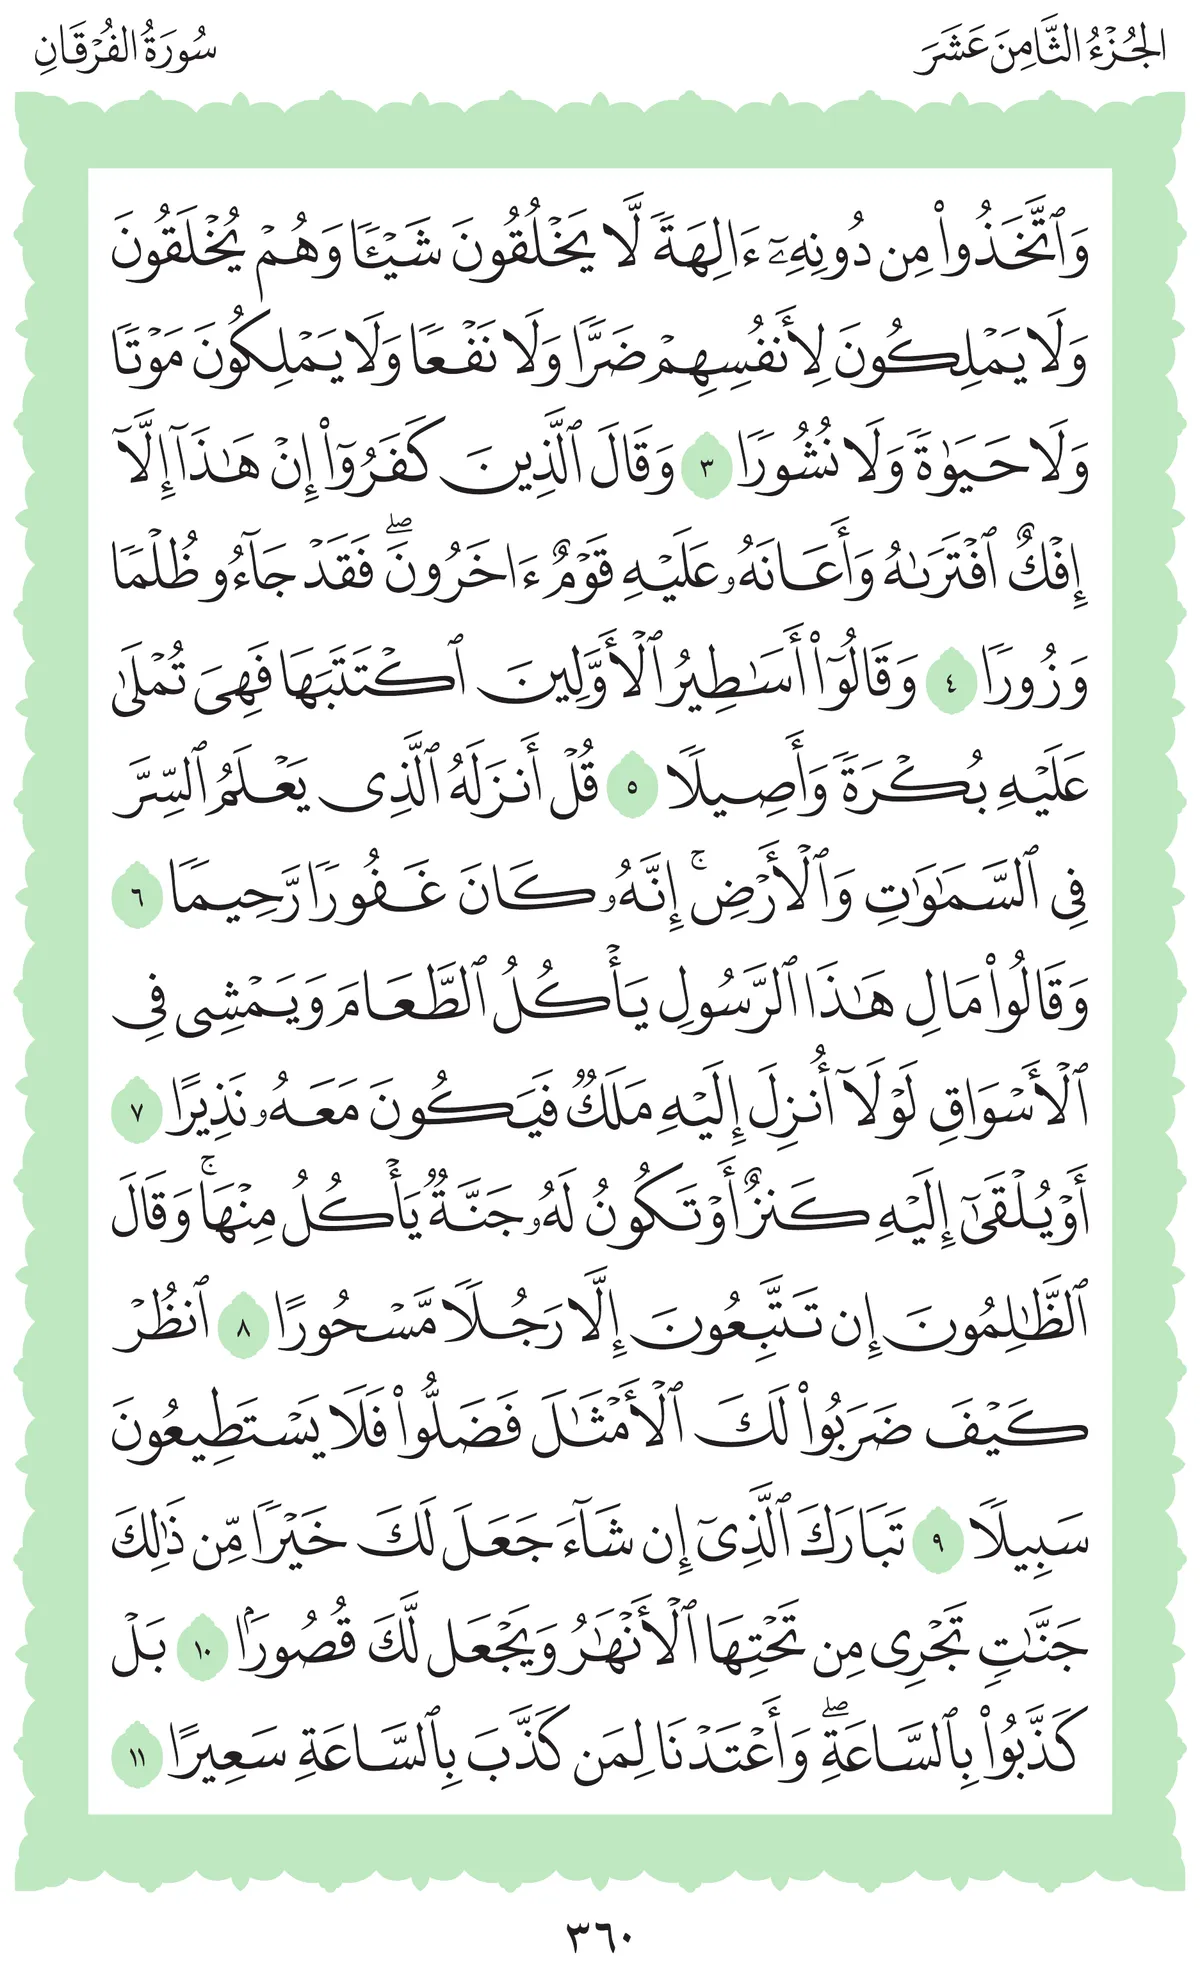 الجُزْءُ الثَّامِنَ عَشَرَ
سُورَةُ الفُرْقَانِ
وَٱتَّخَذُوا۟ مِن دُونِهِۦٓ ءَالِهَةً لَّا يَخْلُقُونَ شَيْـًٔا وَهُمْ يُخْلَقُونَ
وَلَا يَمْلِكُونَ لِأَنفُسِهِمْ ضَرًّا وَلَا نَفْعًا وَلَا يَمْلِكُونَ مَوْتًا
وَلَا حَيَوٰةً وَلَا نُشُورًا ٣ وَقَالَ ٱلَّذِينَ كَفَرُوٓا۟ إِنْ هَـٰذَآ إِلَّآ
إِفْكٌ ٱفْتَرَىٰهُ وَأَعَانَهُۥ عَلَيْهِ قَوْمٌ ءَاخَرُونَ ۖ فَقَدْ جَآءُو ظُلْمًا
وَزُورًا ٤ وَقَالُوٓا۟ أَسَـٰطِيرُ ٱلْأَوَّلِينَ ٱكْتَتَبَهَا فَهِىَ تُمْلَىٰ
عَلَيْهِ بُكْرَةً وَأَصِيلًا ٥ قُلْ أَنزَلَهُ ٱلَّذِى يَعْلَمُ ٱلسِّرَّ
فِى ٱلسَّمَـٰوَٰتِ وَٱلْأَرْضِ ۚ إِنَّهُۥ كَانَ غَفُورًا رَّحِيمًا ٦
وَقَالُوا۟ مَالِ هَـٰذَا ٱلرَّسُولِ يَأْكُلُ ٱلطَّعَامَ وَيَمْشِى فِى
ٱلْأَسْوَاقِ لَوْلَآ أُنزِلَ إِلَيْهِ مَلَكٌ فَيَكُونَ مَعَهُۥ نَذِيرًا ٧
أَوْ يُلْقَىٰٓ إِلَيْهِ كَنزٌ أَوْ تَكُونُ لَهُۥ جَنَّةٌ يَأْكُلُ مِنْهَا ۚ وَقَالَ
ٱلظَّـٰلِمُونَ إِن تَتَّبِعُونَ إِلَّا رَجُلًا مَّسْحُورًا ٨ ٱنظُرْ
كَيْفَ ضَرَبُوا۟ لَكَ ٱلْأَمْثَـٰلَ فَضَلُّوا۟ فَلَا يَسْتَطِيعُونَ
سَبِيلًا ٩ تَبَارَكَ ٱلَّذِىٓ إِن شَآءَ جَعَلَ لَكَ خَيْرًا مِّن ذَٰلِكَ
جَنَّـٰتٍ تَجْرِى مِن تَحْتِهَا ٱلْأَنْهَـٰرُ وَيَجْعَل لَّكَ قُصُورًۢا ١٠ بَلْ
كَذَّبُوا۟ بِٱلسَّاعَةِ ۖ وَأَعْتَدْنَا لِمَن كَذَّبَ بِٱلسَّاعَةِ سَعِيرًا ١١
٣٦٠